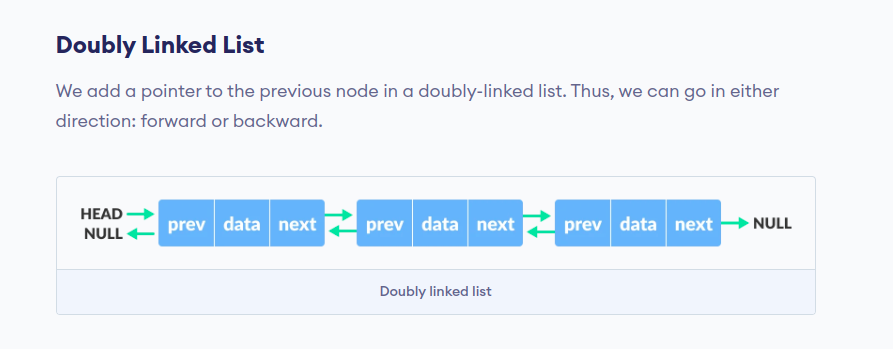 Doubly Linked List
We add a pointer to the previous node in a doubly-linked list. Thus, we can go in either
direction: forward or backward.
HEAD
NULL
prev data next
prev data next
prev data next
NULL
Doubly linked list